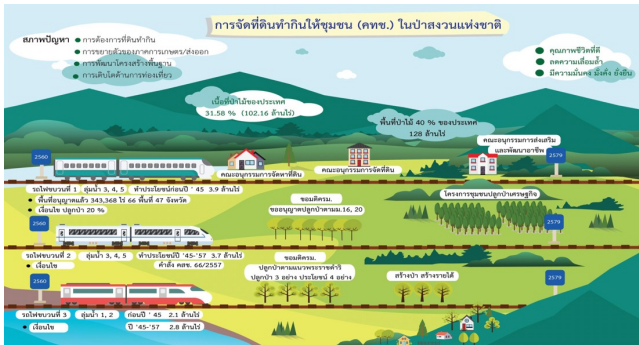 การจัดที่ดินทำกินให้ชุมชน (คทช.) ในป่าสงวนแห่งชาติ
สภาพปัญหา
• การต้องการที่ดินทำกิน
• การขยายตัวของภาคการเกษตร/ส่งออก
• การพัฒนาโครงสร้างพื้นฐาน
• การเติบโตด้านการท่องเที่ยว
• คุณภาพชีวิตที่ดี
• ลดความเหลื่อมล้ำ
• มีความมั่นคง มั่งคั่ง ยั่งยืน
เนื้อที่ป่าไม้ของประเทศ
31.58 % (102.16 ล้านไร่)
พื้นที่ป่าไม้ 40 % ของประเทศ
128 ล้านไร่
คณะอนุกรรมการส่งเสริม
และพัฒนาอาชีพ
2560
2579
คณะอนุกรรมการจัดหาที่ดิน
คณะอนุกรรมการจัดที่ดิน
รถไฟขบวนที่ 1
ลุ่มน้ำ 3, 4, 5
ทำประโยชน์ก่อนปี ' 45 3.9 ล้านไร่
• พื้นที่อนุญาตแล้ว 343,368 ไร่ 66 พื้นที่ 47 จังหวัด
• เงื่อนไข ปลูกป่า 20 %
ขอมติครม.
ขออนุญาตปลูกป่าตามม.16, 20
โครงการชุมชนปลูกป่าเศรษฐกิจ
2560
2579
รถไฟขบวนที่ 2
ลุ่มน้ำ 3, 4, 5
ทำประโยชน์ปี '45-'57 3.7 ล้านไร่
• เงื่อนไข
คำสั่ง คสช. 66/2557
ขอมติครม.
ปลูกป่าตามแนวพระราชดำริ
ปลูกป่า 3 อย่าง ประโยชน์ 4 อย่าง
สร้างป่า สร้างรายได้
2560
2579
รถไฟขบวนที่ 3
ลุ่มน้ำ 1, 2
ก่อนปี ' 45 2.1 ล้านไร่
• เงื่อนไข
ปี '45-'57 2.8 ล้านไร่